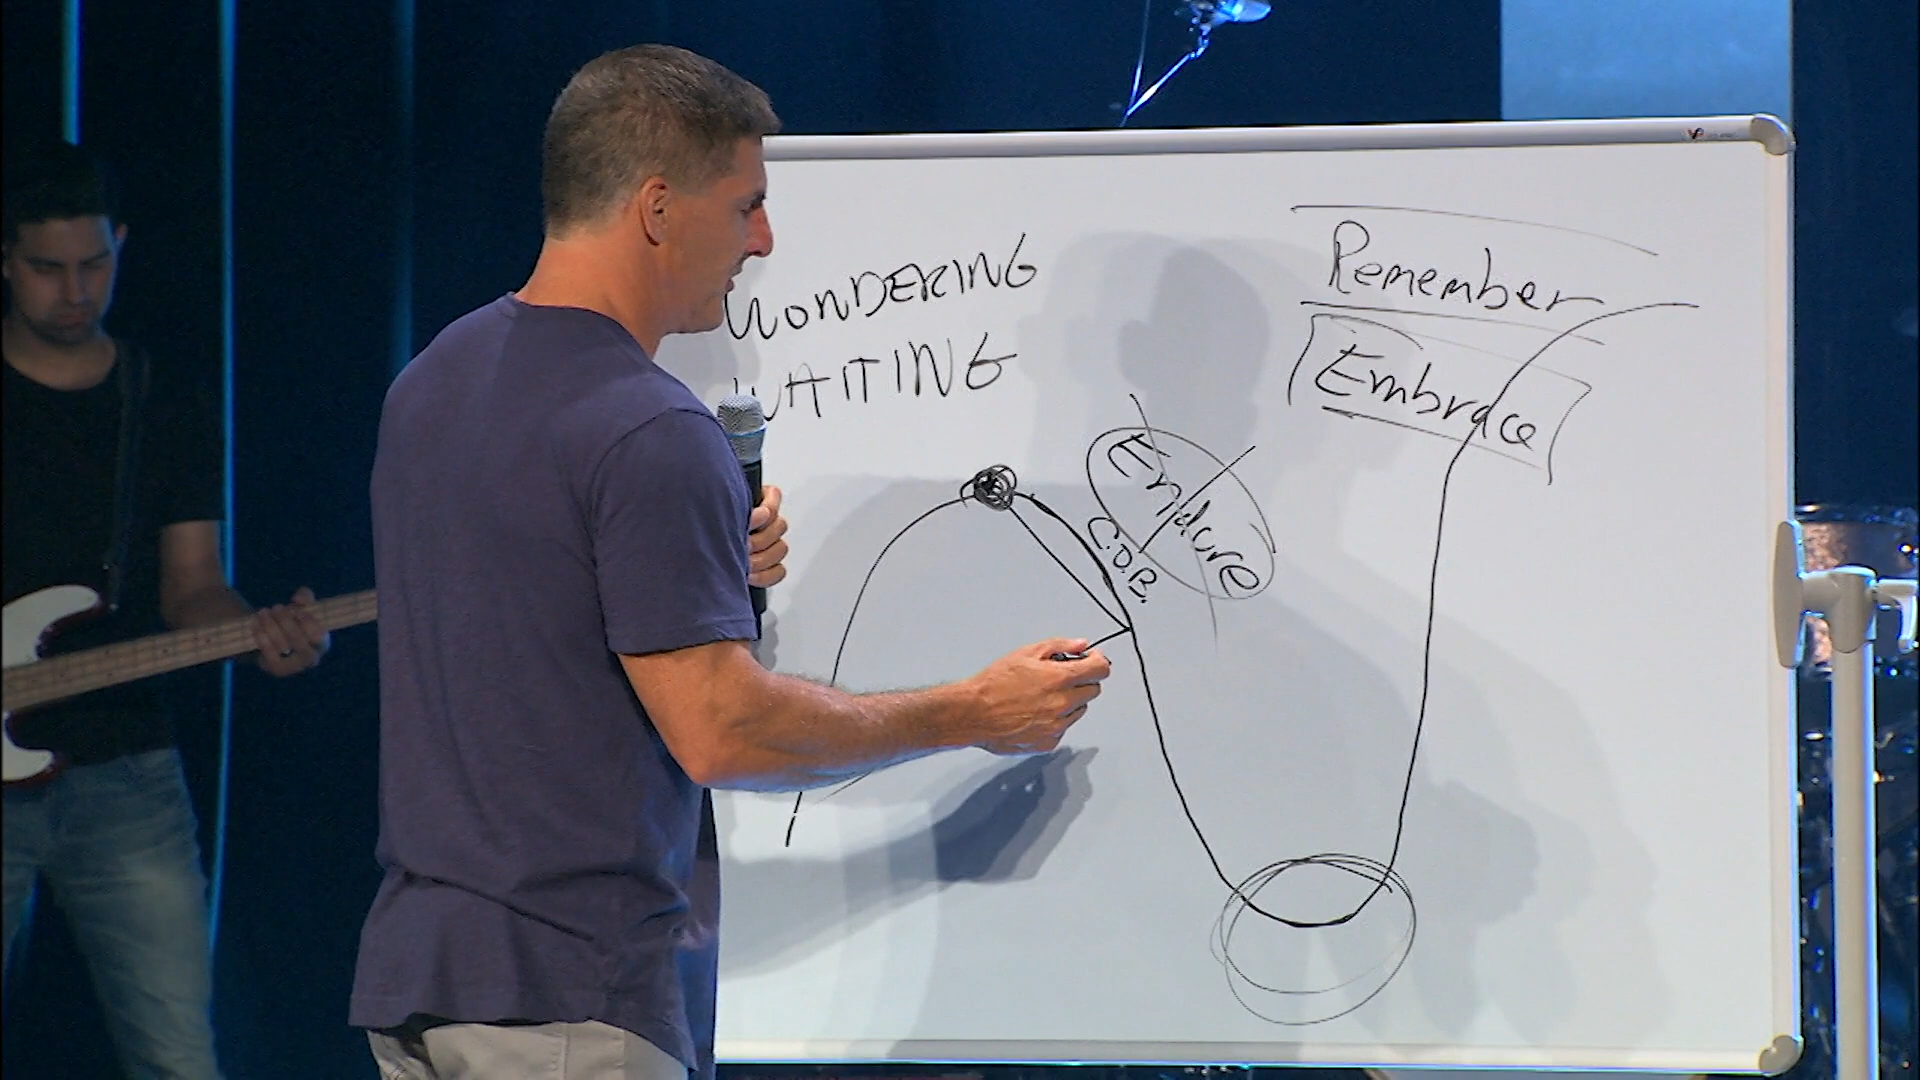 WONDERING
WAITING
Remember
Embrace
Endure
C.O.B.